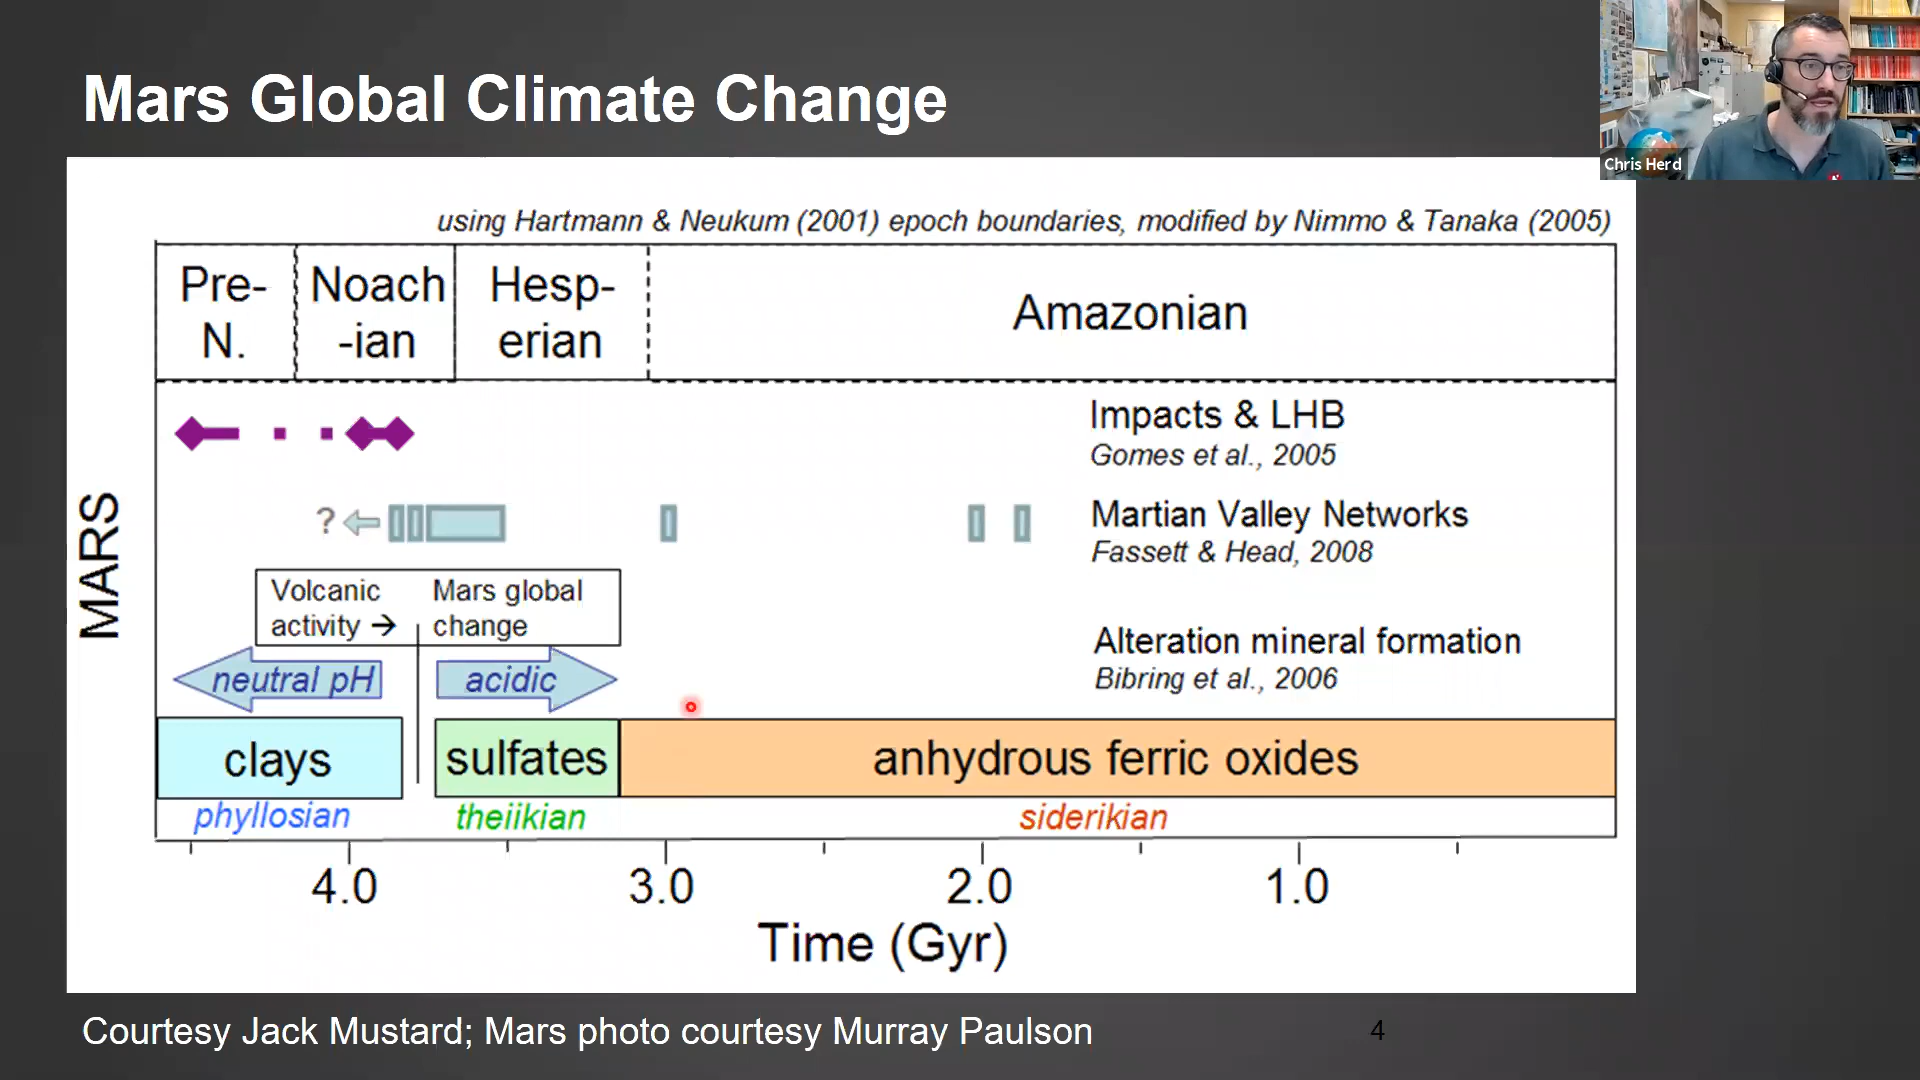 Mars Global Climate Change
Chris Herd
using Hartmann & Neukum (2001) epoch boundaries, modified by Nimmo & Tanaka (2005)
Pre-
N.
Noach
-ian
Hesp-
erian
Amazonian
MARS
Impacts & LHB
Gomes et al., 2005
?
Martian Valley Networks
Fassett & Head, 2008
Volcanic
activity →
Mars global
change
Alteration mineral formation
Bibring et al., 2006
neutral pH
acidic
clays
sulfates
anhydrous ferric oxides
phyllosian
theiikian
siderikian
4.0 3.0 2.0 1.0
Time (Gyr)
Courtesy Jack Mustard; Mars photo courtesy Murray Paulson
4